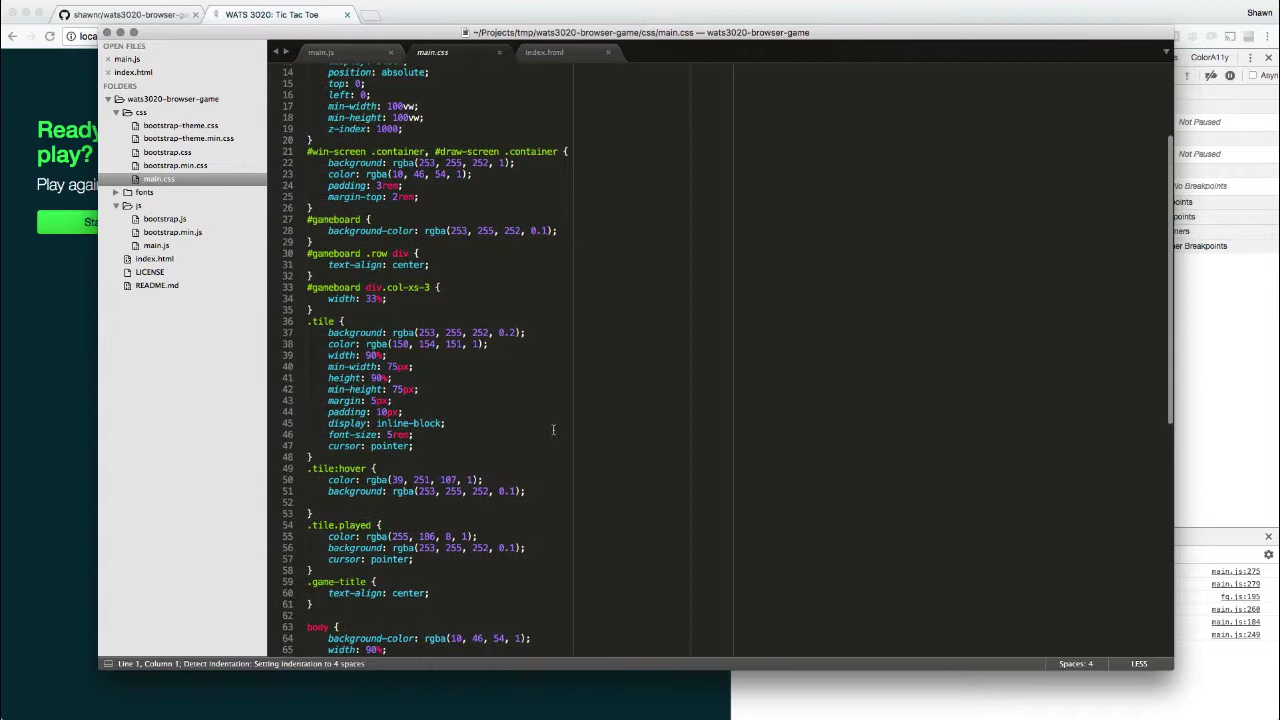 shawnr/wats3020-browser-ga
WATS 3020: Tic Tac Toe
Shawn
~/Projects/tmp/wats3020-browser-game/css/main.css — wats3020-browser-game
loca
ColorA11y
Asyn
OPEN FILES
main.js
index.html
FOLDERS
wats3020-browser-game
css
bootstrap-theme.css
bootstrap-theme.min.css
bootstrap.css
bootstrap.min.css
main.css
fonts
js
bootstrap.js
bootstrap.min.js
main.js
index.html
LICENSE
README.md
Ready
play?
Play again
Sta
main.js
main.css
index.html
14 position: absolute;
15 top: 0;
16 left: 0;
17 min-width: 100vw;
18 min-height: 100vw;
19 z-index: 1000;
20 }
21 #win-screen .container, #draw-screen .container {
22 background: rgba(253, 255, 252, 1);
23 color: rgba(10, 46, 54, 1);
24 padding: 3rem;
25 margin-top: 2rem;
26 }
27 #gameboard {
28 background-color: rgba(253, 255, 252, 0.1);
29 }
30 #gameboard .row div {
31 text-align: center;
32 }
33 #gameboard div.col-xs-3 {
34 width: 33%;
35 }
36 .tile {
37 background: rgba(253, 255, 252, 0.2);
38 color: rgba(150, 154, 151, 1);
39 width: 90%;
40 min-width: 75px;
41 height: 90%;
42 min-height: 75px;
43 margin: 5px;
44 padding: 10px;
45 display: inline-block;
46 font-size: 5rem;
47 cursor: pointer;
48 }
49 .tile:hover {
50 color: rgba(39, 251, 107, 1);
51 background: rgba(253, 255, 252, 0.1);
52
53 }
54 .tile.played {
55 color: rgba(255, 186, 8, 1);
56 background: rgba(253, 255, 252, 0.1);
57 cursor: pointer;
58 }
59 .game-title {
60 text-align: center;
61 }
62
63 body {
64 background-color: rgba(10, 46, 54, 1);
65 width: 90%;
Not Paused
Not Paused
No Breakpoints
points
points
ners
ner Breakpoints
main.js:275
main.js:279
fg.js:195
main.js:260
main.js:184
main.js:249
Line 1, Column 1; Detect Indentation: Setting indentation to 4 spaces
Spaces: 4
LESS